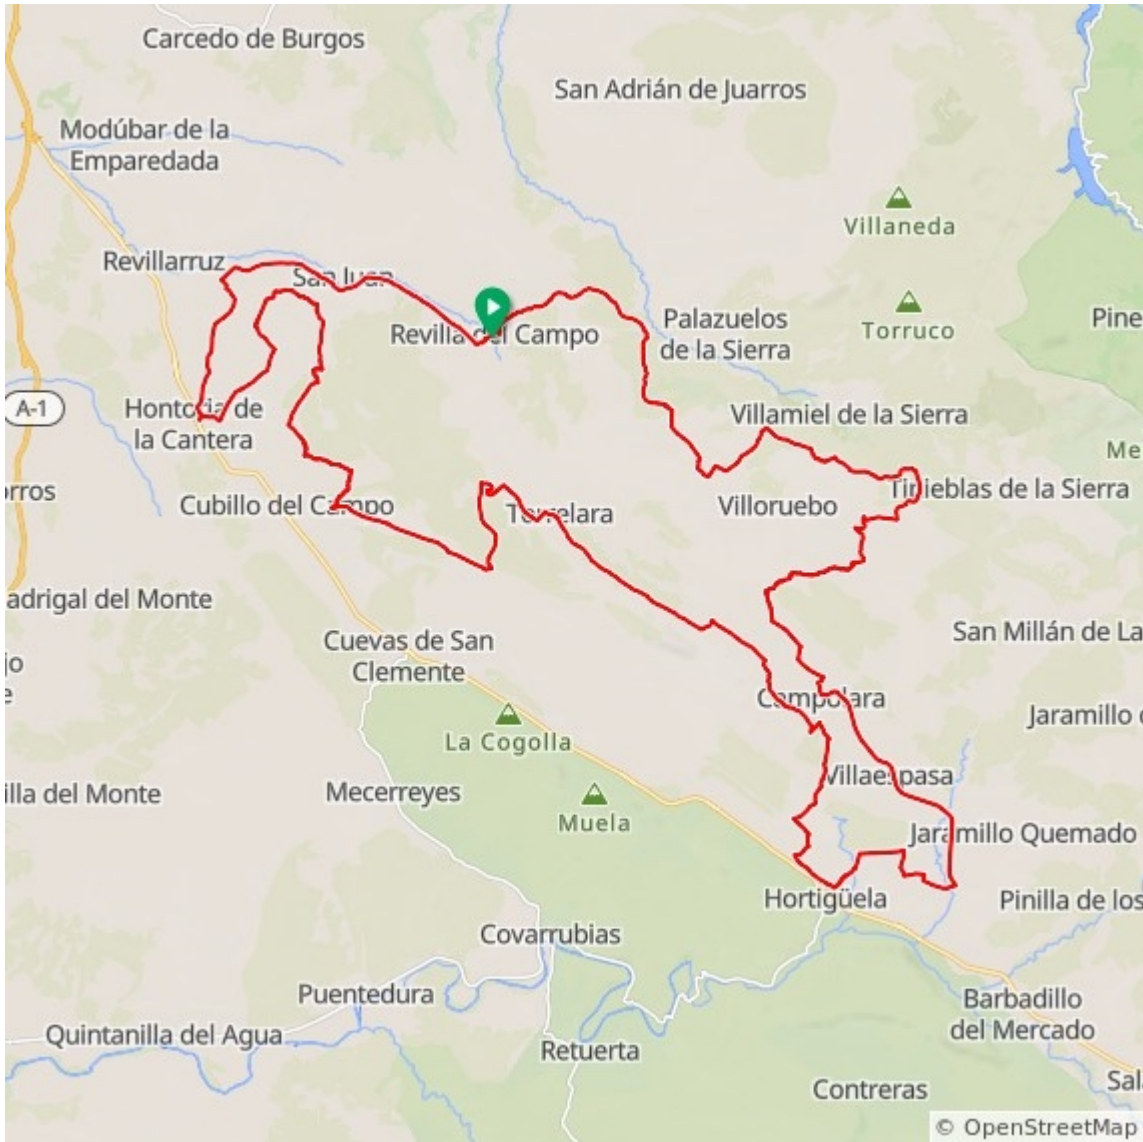 Carcedo de Burgos
San Adrián de Juarros
Modúbar de la
Emparedada
Villaneda
Revillarruz
San Juan
Torruco
Pine
Palazuelos
de la Sierra
Revilla del Campo
A-1
Hontoria de
la Cantera
Villamiel de la Sierra
Me
orros
Cubillo del Campo
Torrelara
Villoruebo
Tinieblas de la Sierra
adrigal del Monte
Cuevas de San
Clemente
San Millán de La
jo
e
Campolara
Jaramillo d
La Cogolla
Villaespasa
illa del Monte
Mecerreyes
Muela
Jaramillo Quemado
Hortigüela
Pinilla de los
Covarrubias
Puentedura
Barbadillo
del Mercado
Quintanilla del Agua
Retuerta
Contreras
Sal
© OpenStreetMap